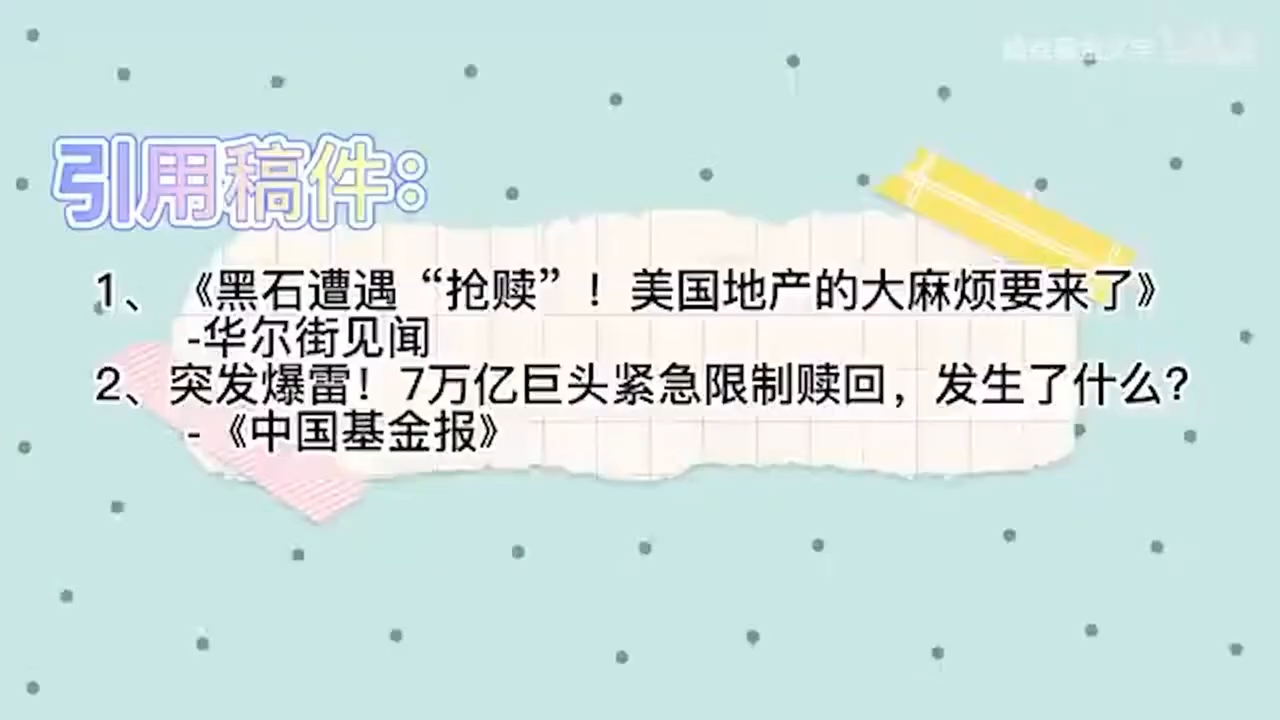 引用稿件：
1、《黑石遭遇“抢赎”！美国地产的大麻烦要来了》
-华尔街见闻
2、突发爆雷！7万亿巨头紧急限制赎回，发生了什么？
-《中国基金报》